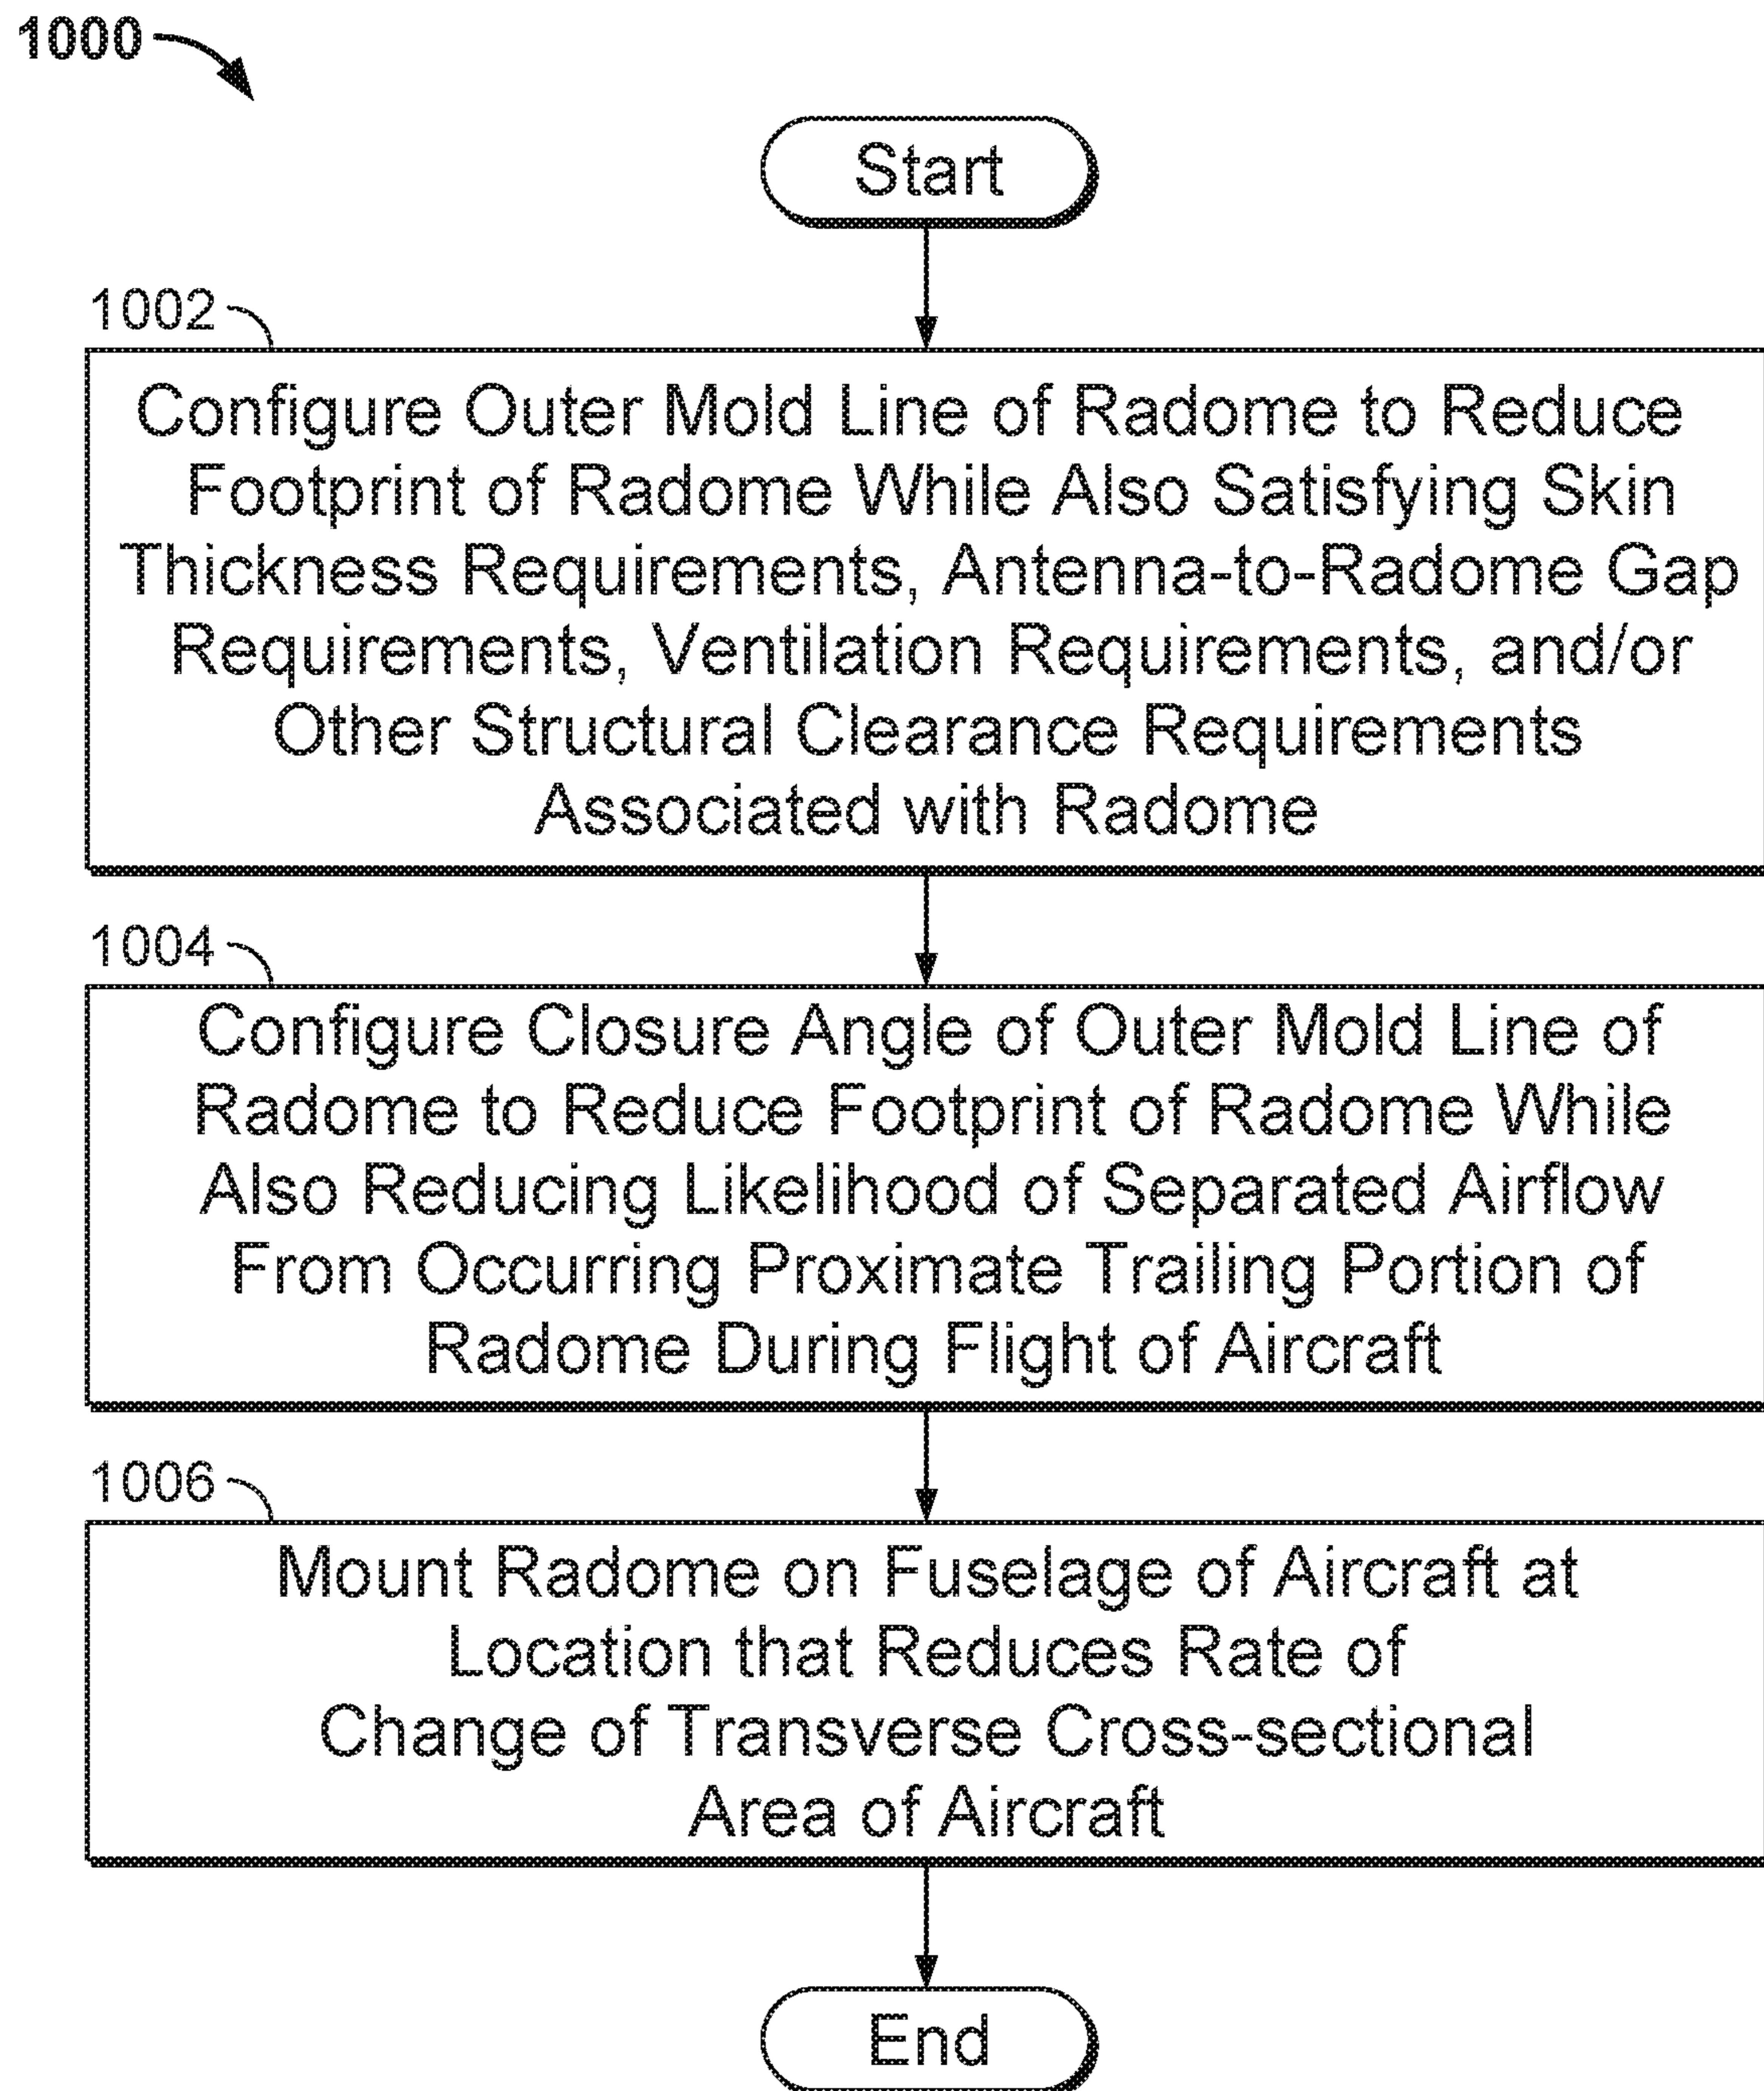 1000
Start
1002
Configure Outer Mold Line of Radome to Reduce
Footprint of Radome While Also Satisfying Skin
Thickness Requirements, Antenna-to-Radome Gap
Requirements, Ventilation Requirements, and/or
Other Structural Clearance Requirements
Associated with Radome
1004
Configure Closure Angle of Outer Mold Line of
Radome to Reduce Footprint of Radome While
Also Reducing Likelihood of Separated Airflow
From Occurring Proximate Trailing Portion of
Radome During Flight of Aircraft
1006
Mount Radome on Fuselage of Aircraft at
Location that Reduces Rate of
Change of Transverse Cross-sectional
Area of Aircraft
End